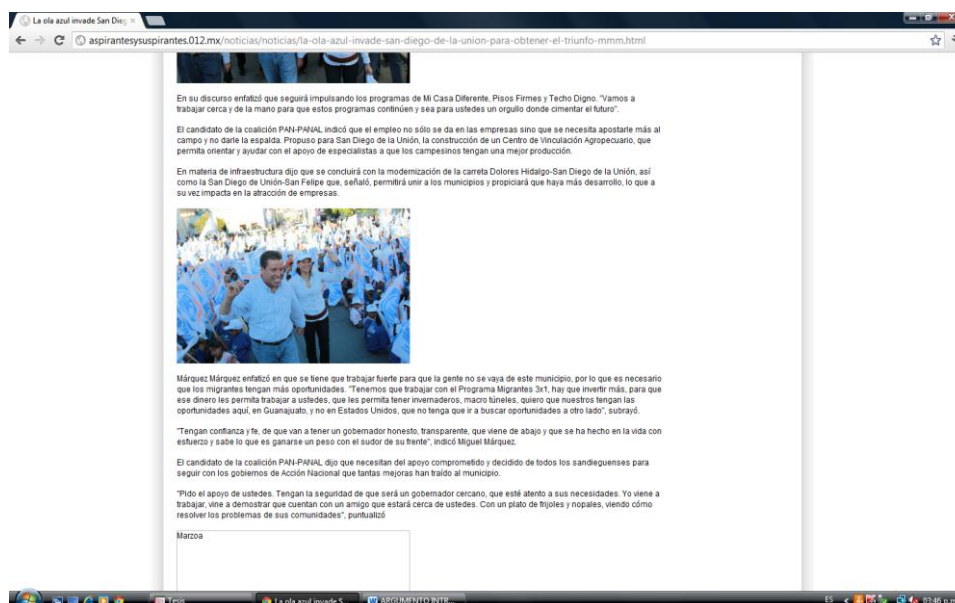 La ola azul invade San Dieg
aspirantesysuspirantes.012.mx/noticias/noticias/la-ola-azul-invade-san-diego-de-la-union-para-obtener-el-triunfo-mmm.html
En su discurso enfatizó que seguirá impulsando los programas de Mi Casa Diferente, Pisos Firmes y Techo Digno. "Vamos a
trabajar cerca y de la mano para que estos programas continúen y sea para ustedes un orgullo donde cimentar el futuro".
El candidato de la coalición PAN-PANAL indicó que el empleo no sólo se da en las empresas sino que se necesita apostarle más al
campo y no darle la espalda. Propuso para San Diego de la Unión, la construcción de un Centro de Vinculación Agropecuario, que
permita orientar y ayudar con el apoyo de especialistas a que los campesinos tengan una mejor producción.
En materia de infraestructura dijo que se concluirá con la modernización de la carreta Dolores Hidalgo-San Diego de la Unión, así
como la San Diego de Unión-San Felipe que, señaló, permitirá unir a los municipios y propiciará que haya más desarrollo, lo que a
su vez impacta en la atracción de empresas.
Márquez Márquez enfatizó en que se tiene que trabajar fuerte para que la gente no se vaya de este municipio, por lo que es necesario
que los migrantes tengan más oportunidades. "Tenemos que trabajar con el Programa Migrantes 3x1, hay que invertir más, para que
ese dinero les permita trabajar a ustedes, que les permita tener invernaderos, macro túneles, quiero que nuestros tengan las
oportunidades aquí, en Guanajuato, y no en Estados Unidos, que no tenga que ir a buscar oportunidades a otro lado", subrayó.
"Tengan confianza y fe, de que van a tener un gobernador honesto, transparente, que viene de abajo y que se ha hecho en la vida con
esfuerzo y sabe lo que es ganarse un peso con el sudor de su frente", indicó Miguel Márquez.
El candidato de la coalición PAN-PANAL dijo que necesitan del apoyo comprometido y decidido de todos los sandieguenses para
seguir con los gobiernos de Acción Nacional que tantas mejoras han traído al municipio.
"Pido el apoyo de ustedes. Tengan la seguridad de que será un gobernador cercano, que esté atento a sus necesidades. Yo viene a
trabajar, vine a demostrar que cuentan con un amigo que estará cerca de ustedes. Con un plato de frijoles y nopales, viendo cómo
resolver los problemas de sus comunidades", puntualizó
Marzoa
Tesis
La ola azul invade S...
ARGUMENTO INTR...
ES
03:46 p.m.